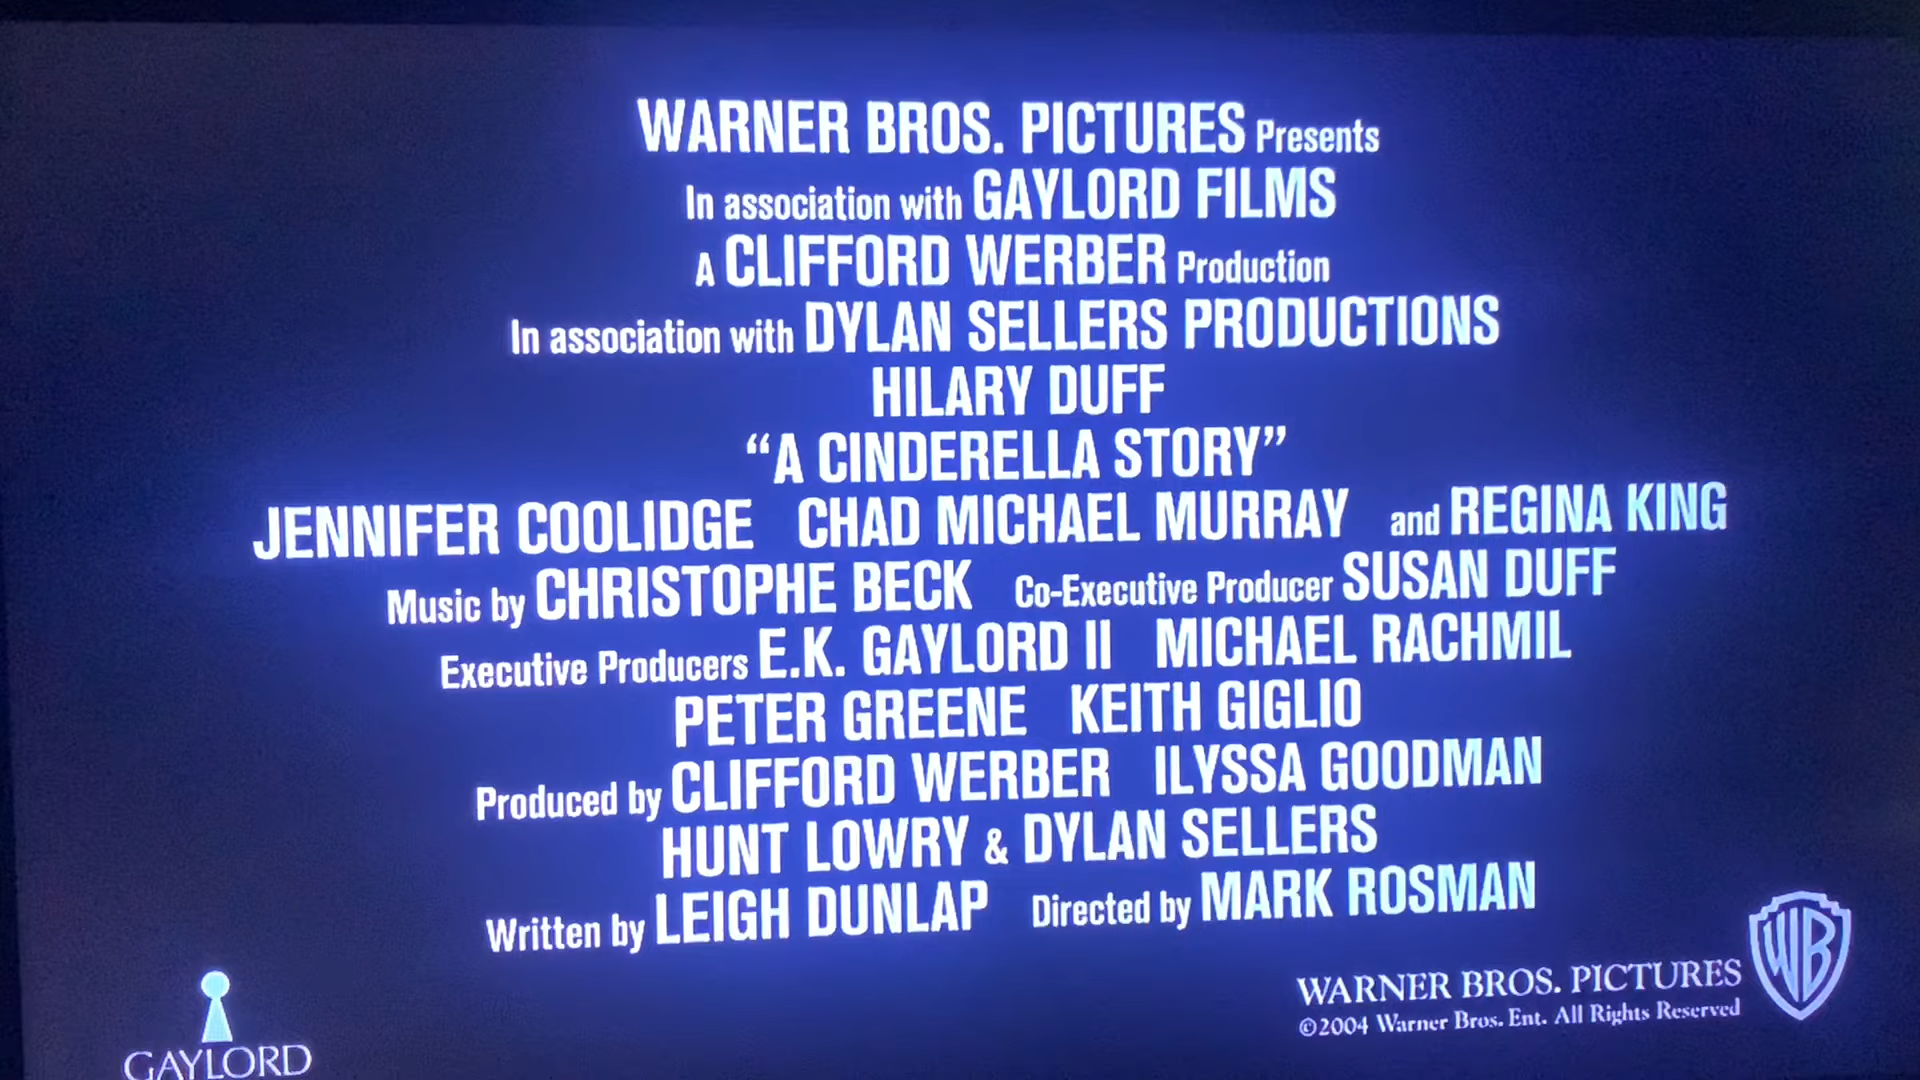 WARNER BROS. PICTURES Presents
In association with GAYLORD FILMS
A CLIFFORD WERBER Production
In association with DYLAN SELLERS PRODUCTIONS
HILARY DUFF
“A CINDERELLA STORY”
JENNIFER COOLIDGE CHAD MICHAEL MURRAY and REGINA KING
Music by CHRISTOPHE BECK Co-Executive Producer SUSAN DUFF
Executive Producers E.K. GAYLORD II MICHAEL RACHMIL
PETER GREENE KEITH GIGLIO
Produced by CLIFFORD WERBER ILYSSA GOODMAN
HUNT LOWRY & DYLAN SELLERS
Written by LEIGH DUNLAP Directed by MARK ROSMAN
WB
WARNER BROS. PICTURES
©2004 Warner Bros. Ent. All Rights Reserved
GAYLORD